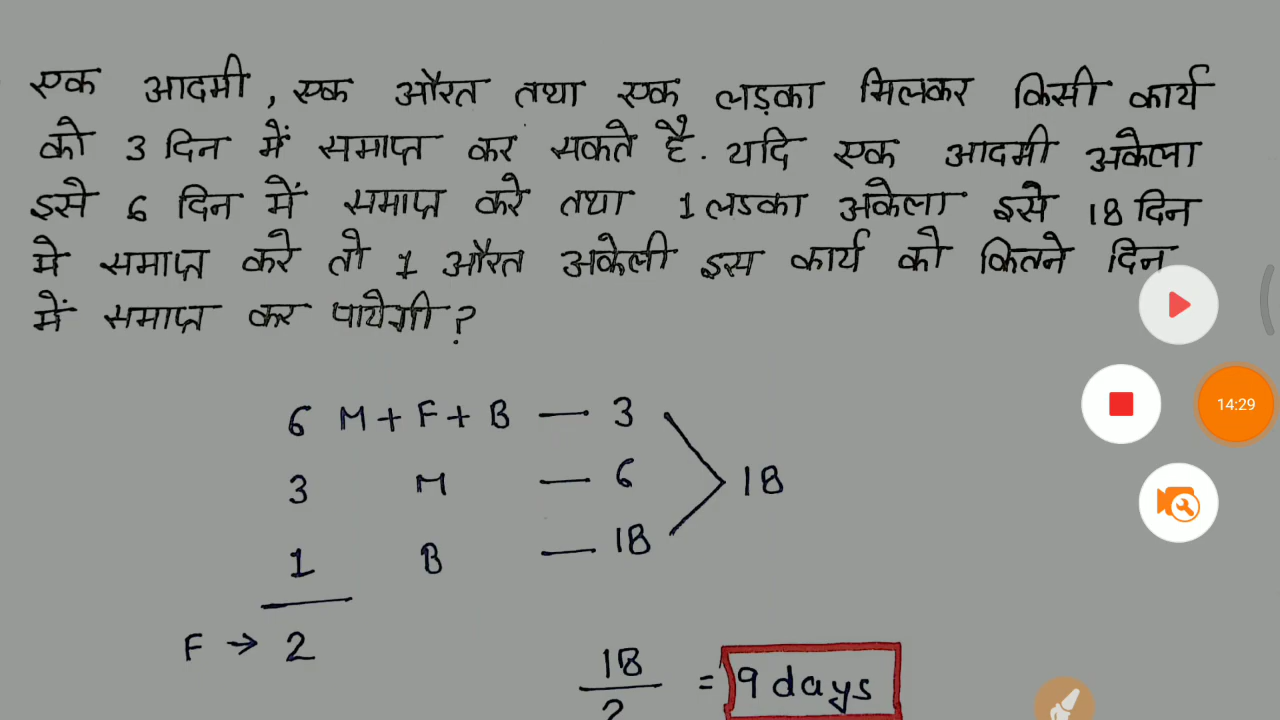 एक आदमी, एक औरत तथा एक लड़का मिलकर किसी कार्य
को 3 दिन में समाप्त कर सकते है. यदि एक आदमी अकेला
इसे 6 दिन में समाप्त करे तथा 1 लडका अकेला इसे 18 दिन
मे समाप्त करे तो 1 औरत अकेली इस कार्य को कितने दिन
में समाप्त कर पायेगी?
6 M + F + B — 3
3 M — 6 18
1 B — 18
F → 2
18
2 = 9 days
14:29